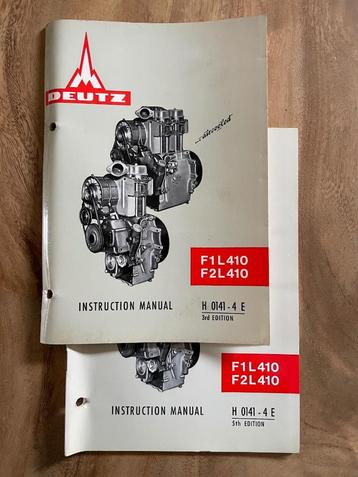 DEUTZ
...aircooled
F1L410
F2L410
INSTRUCTION MANUAL
H 0141 - 4 E
3rd EDITION
F1L410
F2L410
INSTRUCTION MANUAL
H 0141 - 4 E
5th EDITION